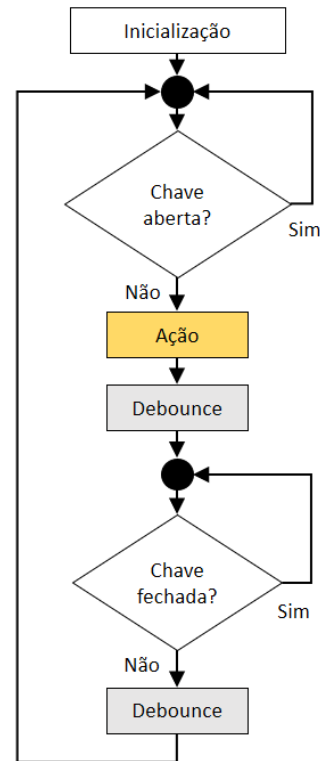 Inicialização
Chave
aberta?
Sim
Não
Ação
Debounce
Chave
fechada?
Sim
Não
Debounce